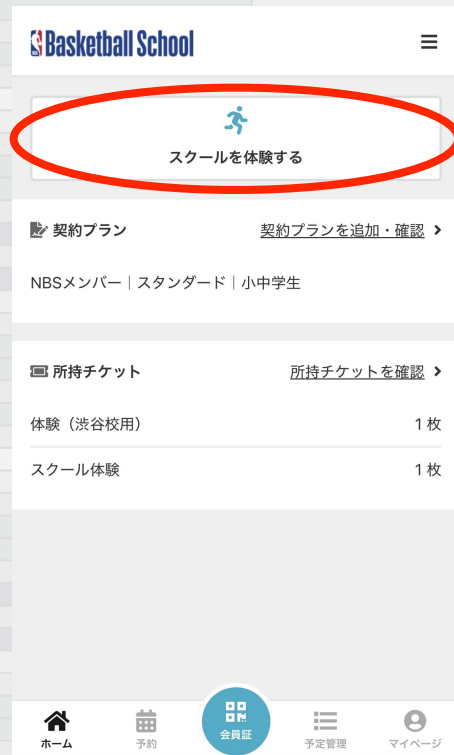 Basketball School
スクールを体験する
契約プラン 契約プランを追加・確認
NBSメンバー｜スタンダード｜小中学生
所持チケット 所持チケットを確認
体験（渋谷校用） 1枚
スクール体験 1枚
ホーム 予約 会員証 予定管理 マイページ